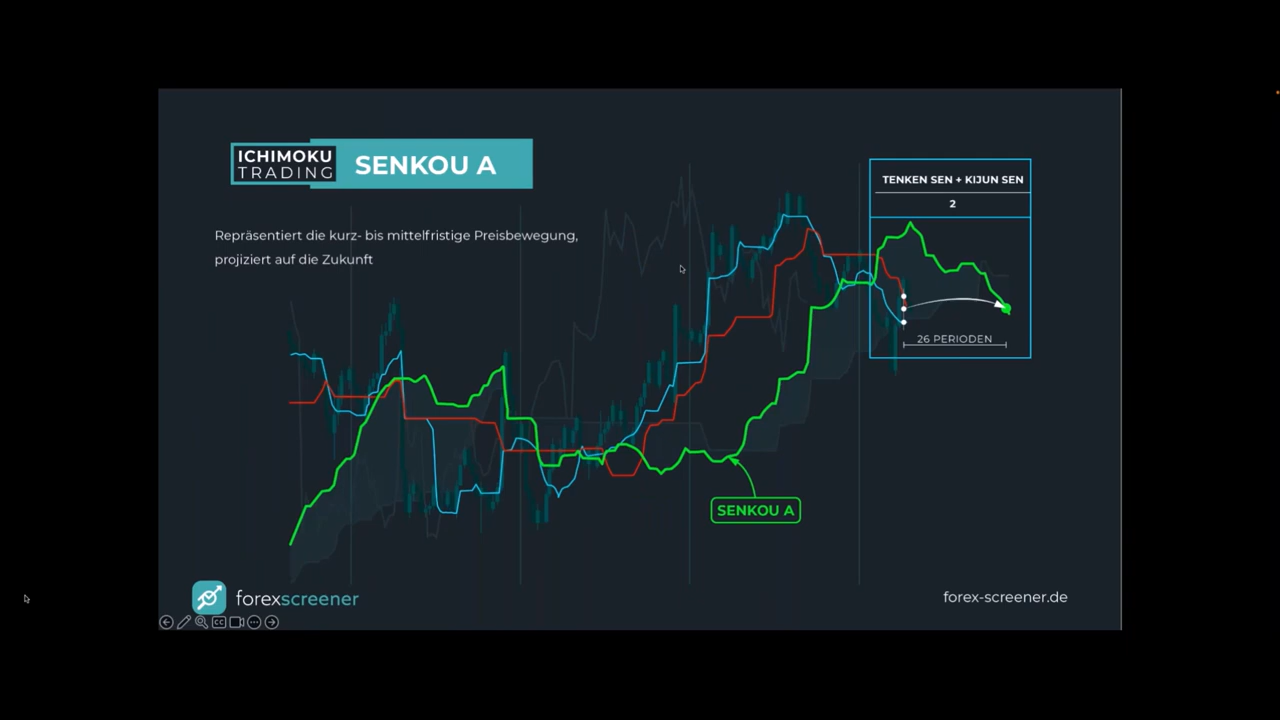 ICHIMOKU
TRADING
SENKOU A
Repräsentiert die kurz- bis mittelfristige Preisbewegung,
projiziert auf die Zukunft
TENKEN SEN + KIJUN SEN
2
26 PERIODEN
SENKOU A
forexscreener
forex-screener.de
CC